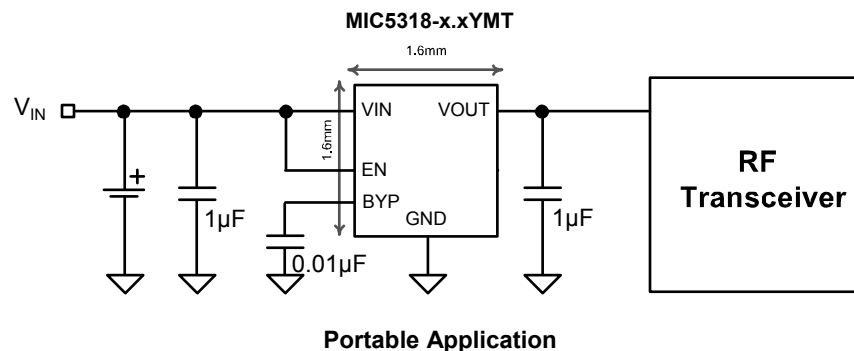 MIC5318-x.xYMT
1.6mm
V_IN
VIN
VOUT
1.6mm
EN
BYP
GND
+
1µF
0.01µF
1µF
RF
Transceiver
Portable Application